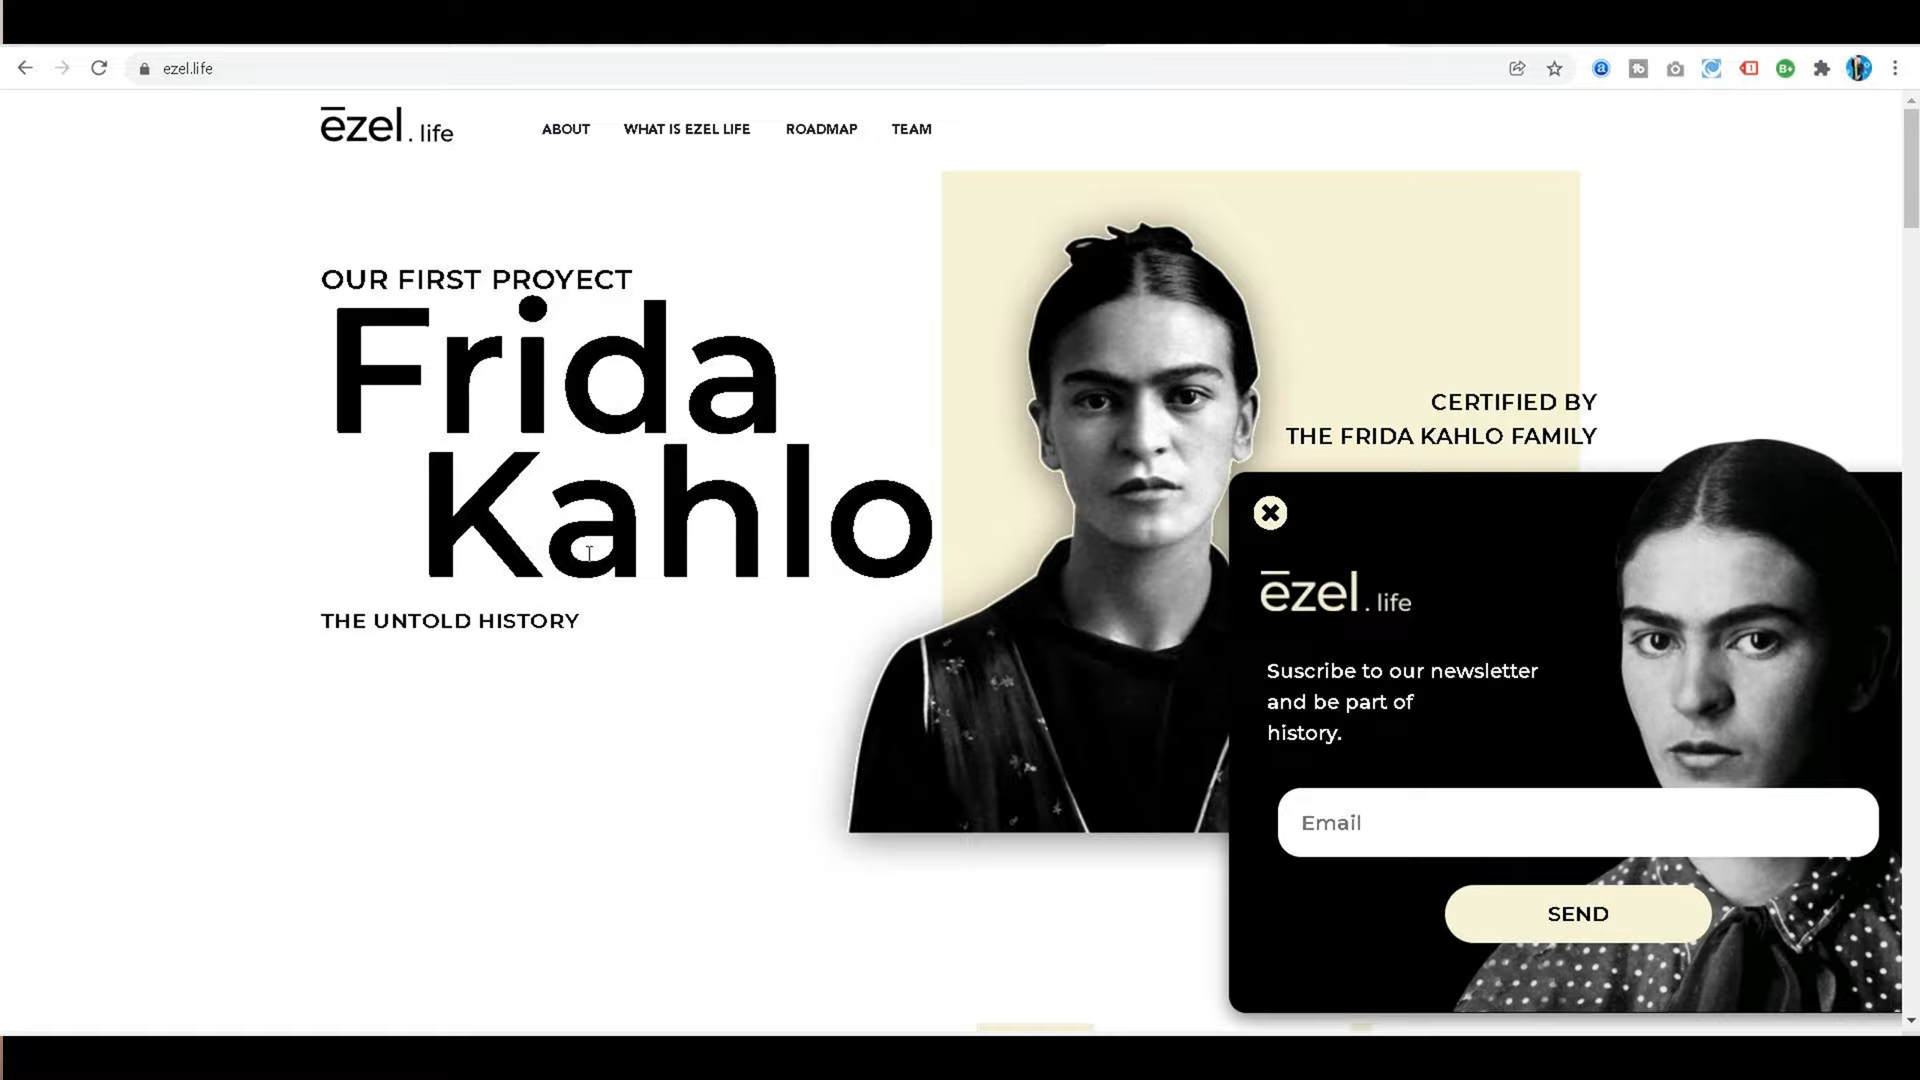 ezel.life
ēzel . life
ABOUT
WHAT IS EZEL LIFE
ROADMAP
TEAM
OUR FIRST PROYECT
Frida
Kahlo
THE UNTOLD HISTORY
CERTIFIED BY
THE FRIDA KAHLO FAMILY
ēzel . life
Suscribe to our newsletter
and be part of
history.
Email
SEND